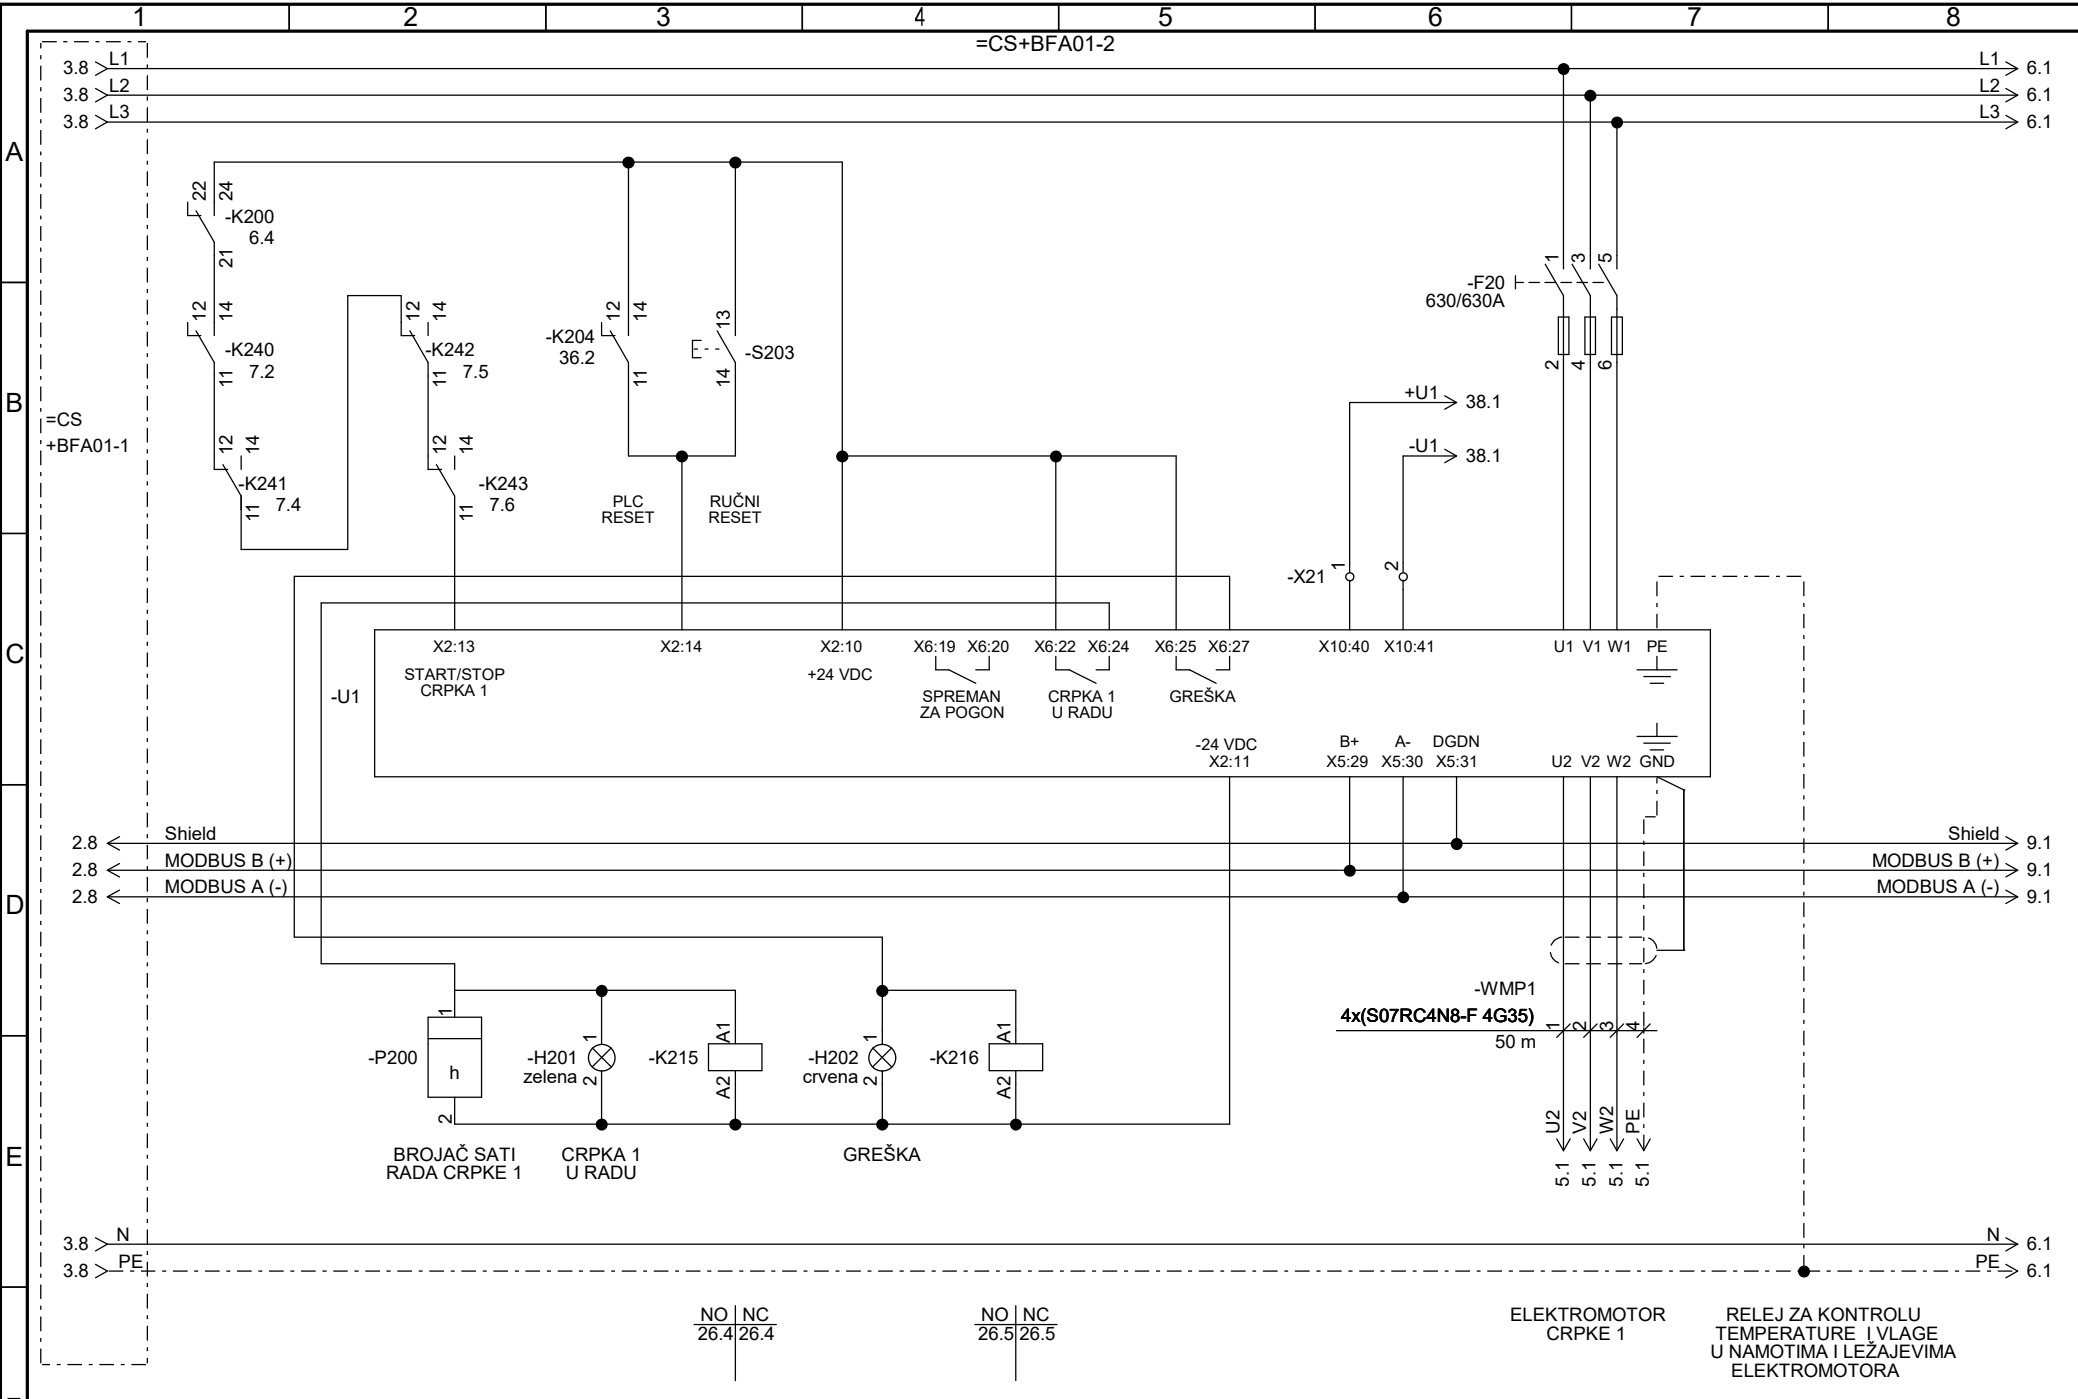 1 2 3 4 5 6 7 8
=CS+BFA01-2
3.8 L1 L1 6.1
3.8 L2 L2 6.1
3.8 L3 L3 6.1
A
22 24
-K200
6.4
21
12 14
-K240
7.2
11
12 14
-K241
7.4
11
12 14
-K242
7.5
11
12 14
-K243
7.6
11
12 14
-K204
36.2
11
13
-S203
14
1 3 5
-F20
630/630A
2 4 6
B
=CS
+BFA01-1
+U1 38.1
-U1 38.1
PLC
RESET
RUČNI
RESET
-X21 1 2
C
-U1
X2:13 X2:14 X2:10 X6:19 X6:20 X6:22 X6:24 X6:25 X6:27 X10:40 X10:41 U1 V1 W1 PE
START/STOP
CRPKA 1
+24 VDC
SPREMAN
ZA POGON
CRPKA 1
U RADU
GREŠKA
-24 VDC B+ A- DGDN
X2:11 X5:29 X5:30 X5:31 U2 V2 W2 GND
2.8 Shield Shield 9.1
2.8 MODBUS B (+) MODBUS B (+) 9.1
2.8 MODBUS A (-) MODBUS A (-) 9.1
D
-WMP1
4x(S07RC4N8-F 4G35)
50 m
1 2 3 4
1
-P200
h
2
1
-H201
zelena
2
A1
-K215
A2
1
-H202
crvena
2
A1
-K216
A2
U2 V2 W2 PE
5.1 5.1 5.1 5.1
E
BROJAČ SATI
RADA CRPKE 1
CRPKA 1
U RADU
GREŠKA
3.8 N N 6.1
3.8 PE PE 6.1
NO NC
26.4 26.4
NO NC
26.5 26.5
ELEKTROMOTOR
CRPKE 1
RELEJ ZA KONTROLU
TEMPERATURE I VLAGE
U NAMOTIMA I LEŽAJEVIMA
ELEKTROMOTORA